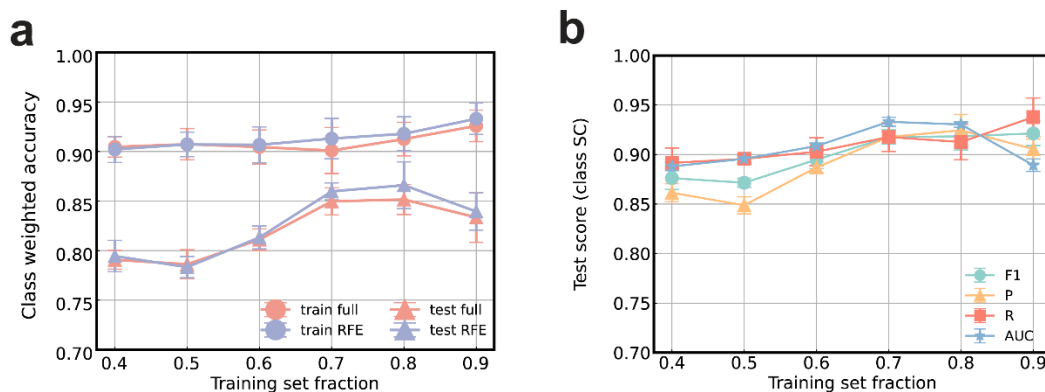 a
Class weighted accuracy
1.00
0.95
0.90
0.85
0.80
0.75
0.70
0.4 0.5 0.6 0.7 0.8 0.9
Training set fraction
train full
test full
train RFE
test RFE
b
Test score (class SC)
1.00
0.95
0.90
0.85
0.80
0.75
0.70
0.4 0.5 0.6 0.7 0.8 0.9
Training set fraction
F1
P
R
AUC